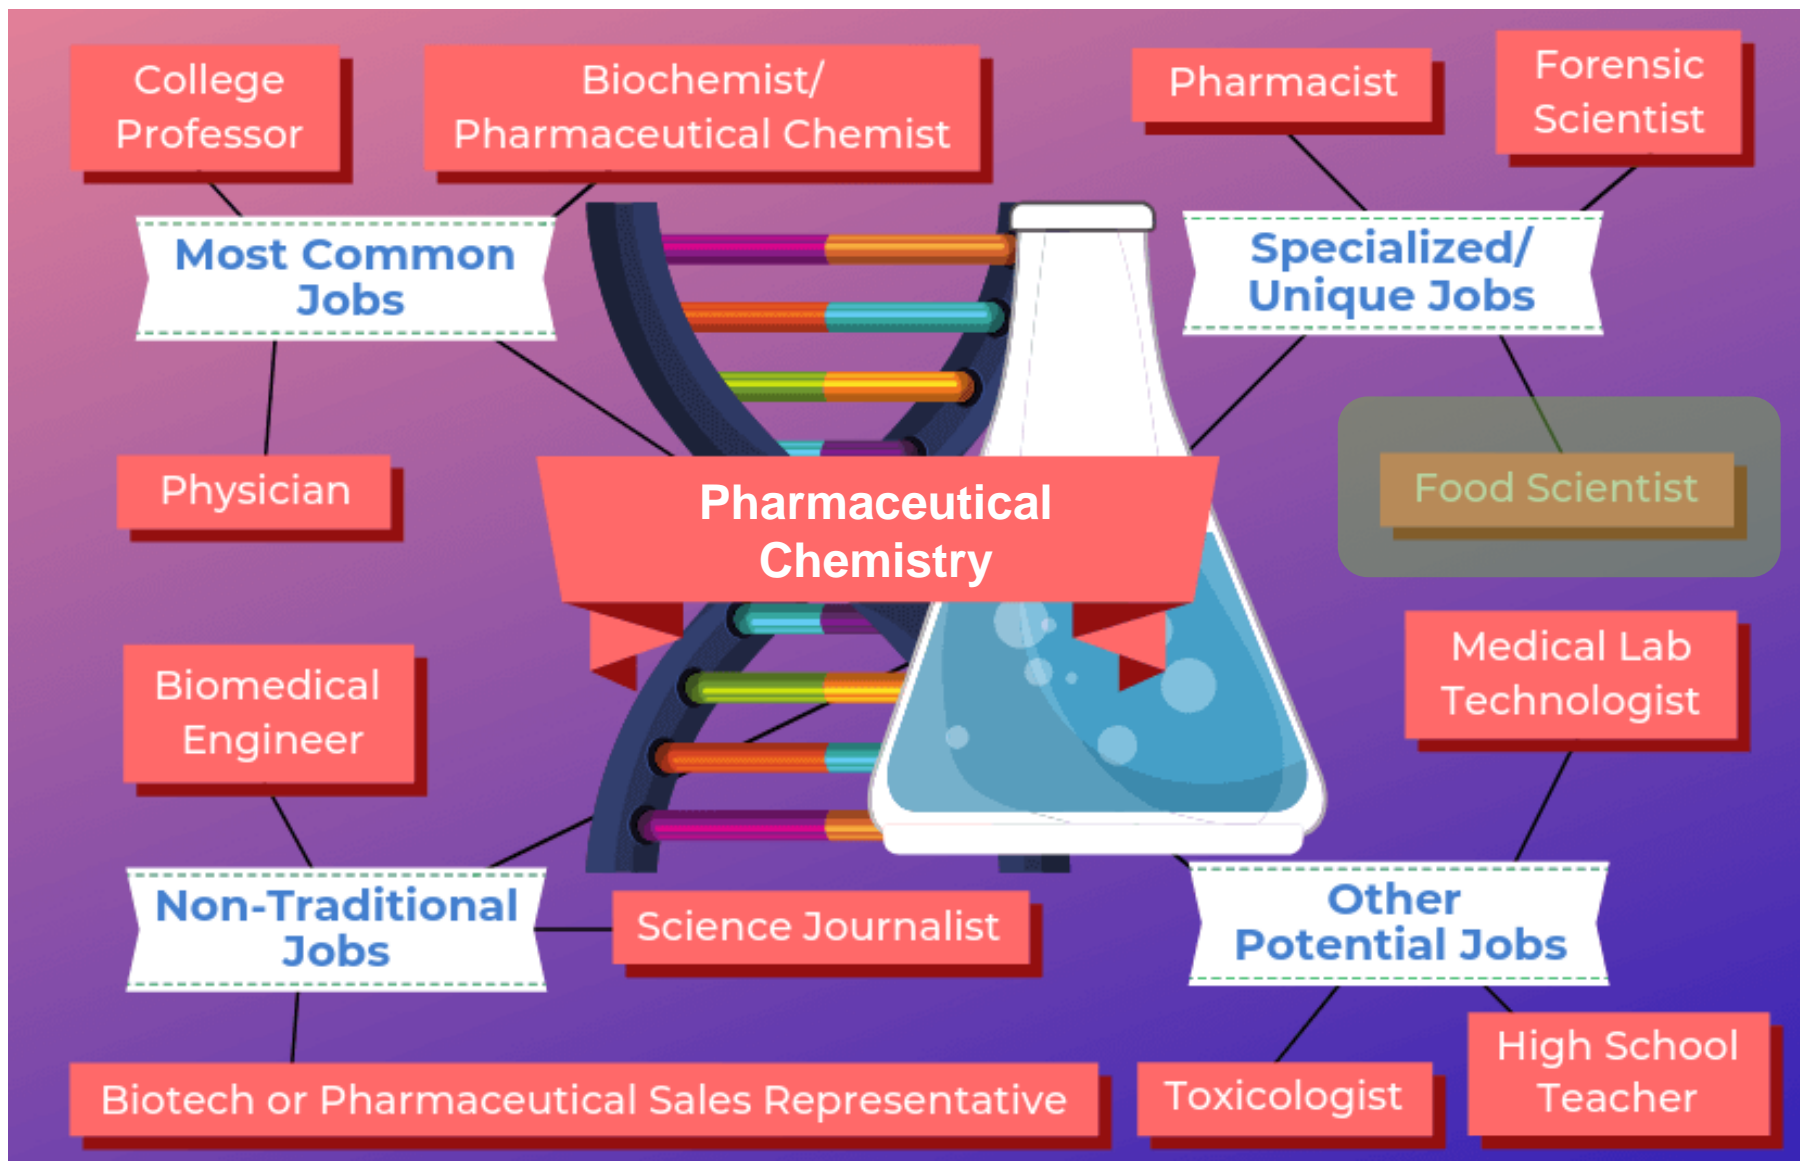 College
Professor
Biochemist/
Pharmaceutical Chemist
Pharmacist
Forensic
Scientist
Most Common
Jobs
Specialized/
Unique Jobs
Physician
Food Scientist
Pharmaceutical
Chemistry
Biomedical
Engineer
Medical Lab
Technologist
Non-Traditional
Jobs
Science Journalist
Other
Potential Jobs
Biotech or Pharmaceutical Sales Representative
Toxicologist
High School
Teacher